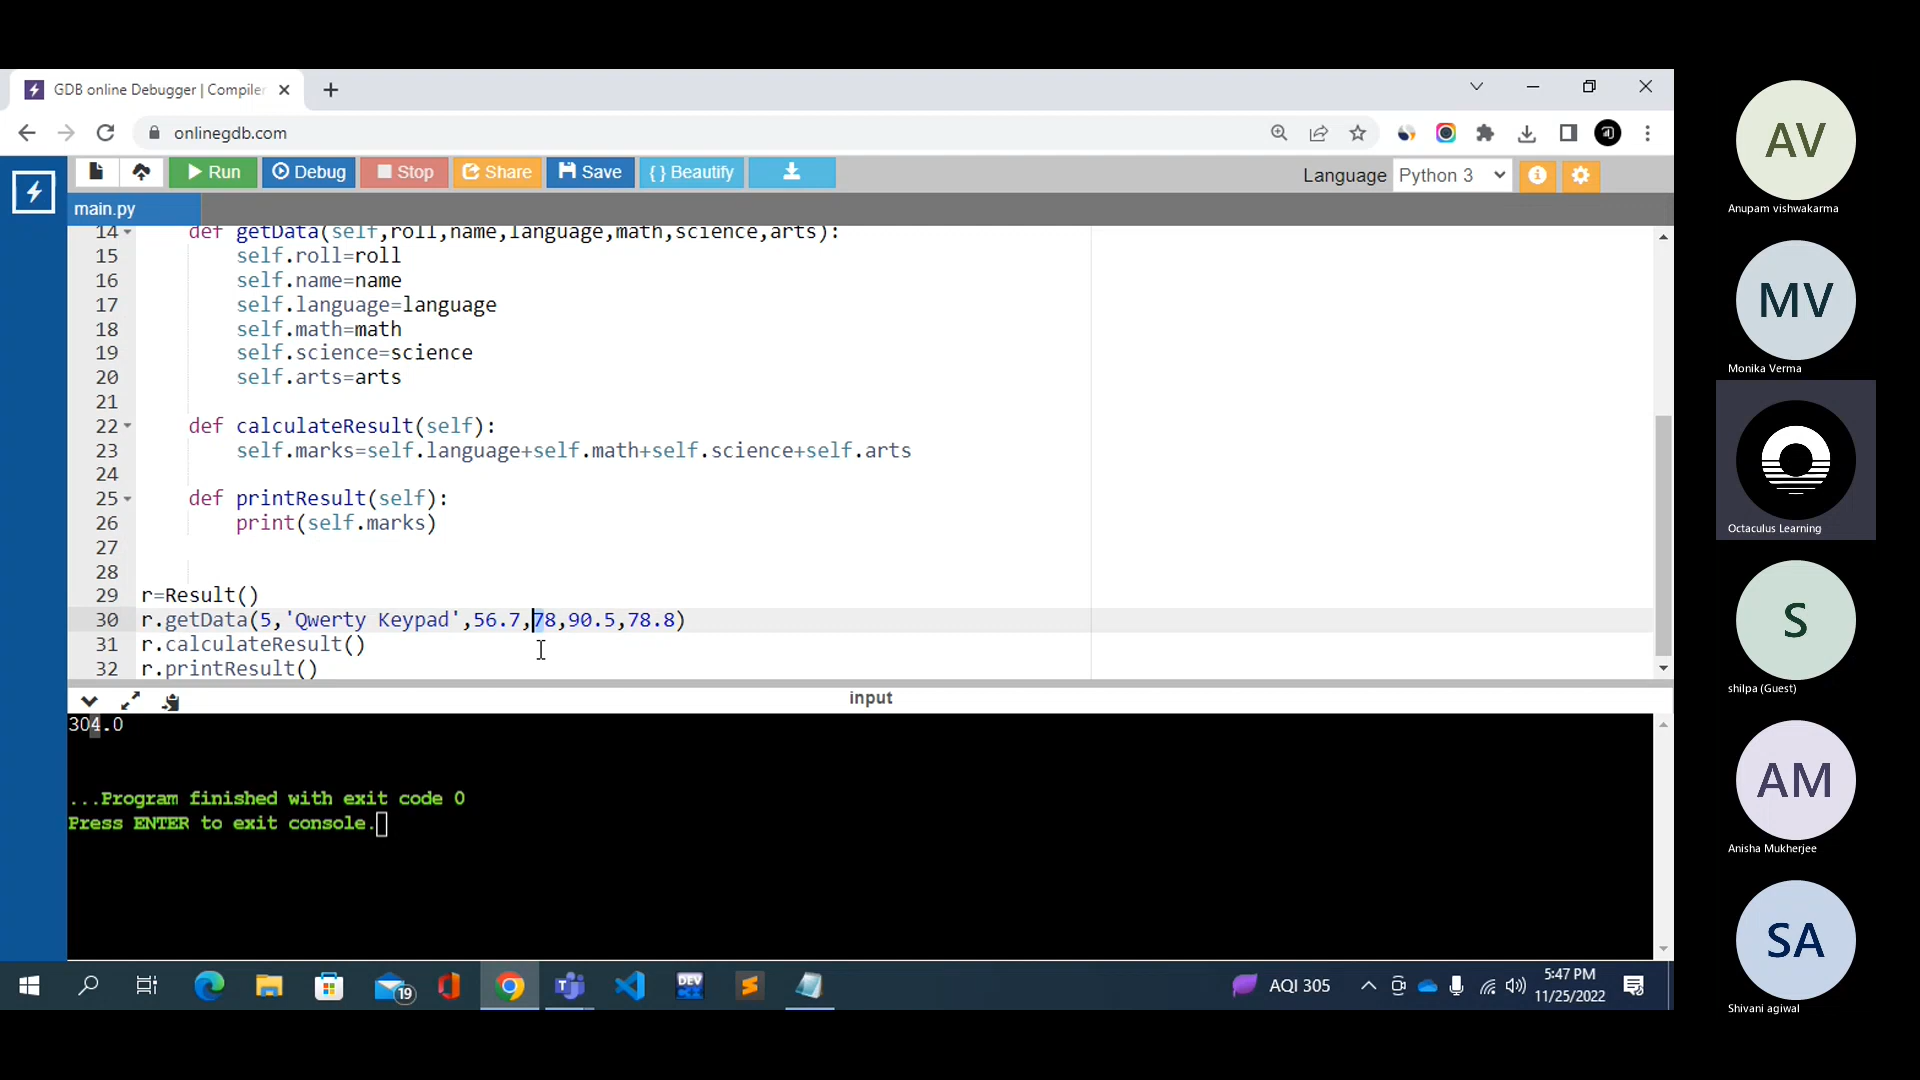 GDB online Debugger | Compiler
onlinegdb.com
Run Debug Stop Share Save { } Beautify
Language Python 3
main.py
14 def getData(self,roll,name,language,math,science,arts):
15 self.roll=roll
16 self.name=name
17 self.language=language
18 self.math=math
19 self.science=science
20 self.arts=arts
21
22 def calculateResult(self):
23 self.marks=self.language+self.math+self.science+self.arts
24
25 def printResult(self):
26 print(self.marks)
27
28
29 r=Result()
30 r.getData(5,'Qwerty Keypad',56.7,78,90.5,78.8)
31 r.calculateResult()
32 r.printResult()
input
304.0
...Program finished with exit code 0
Press ENTER to exit console.
19
DEV
AQI 305
5:47 PM
11/25/2022
AV
Anupam vishwakarma
MV
Monika Verma
Octaculus Learning
S
shilpa (Guest)
AM
Anisha Mukherjee
SA
Shivani agiwal